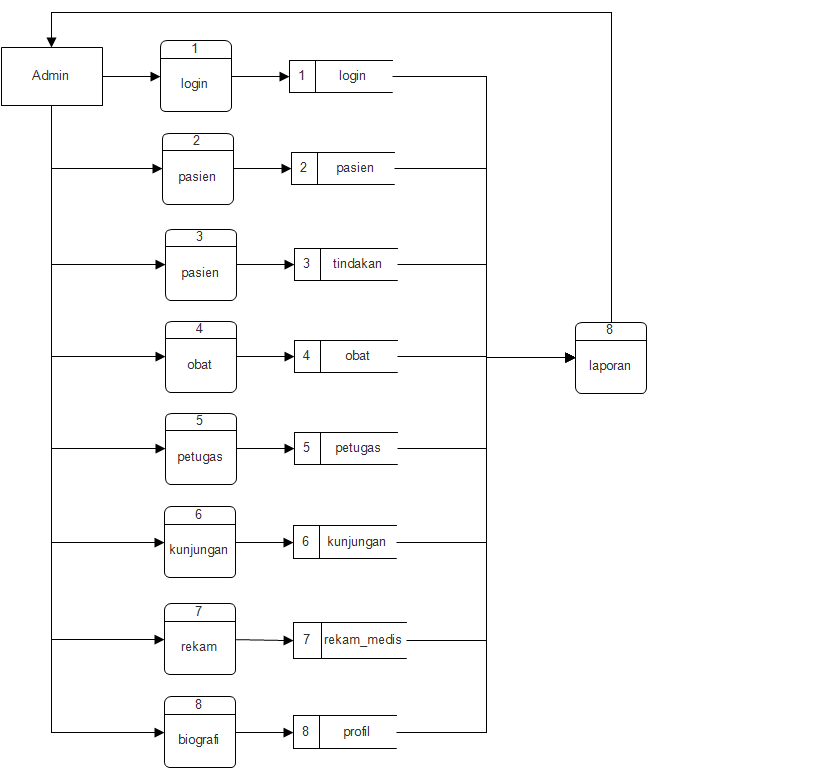 Admin
1
login
1
login
2
pasien
2
pasien
3
pasien
3
tindakan
4
obat
4
obat
8
laporan
5
petugas
5
petugas
6
kunjungan
6
kunjungan
7
rekam
7
rekam_medis
8
biografi
8
profil